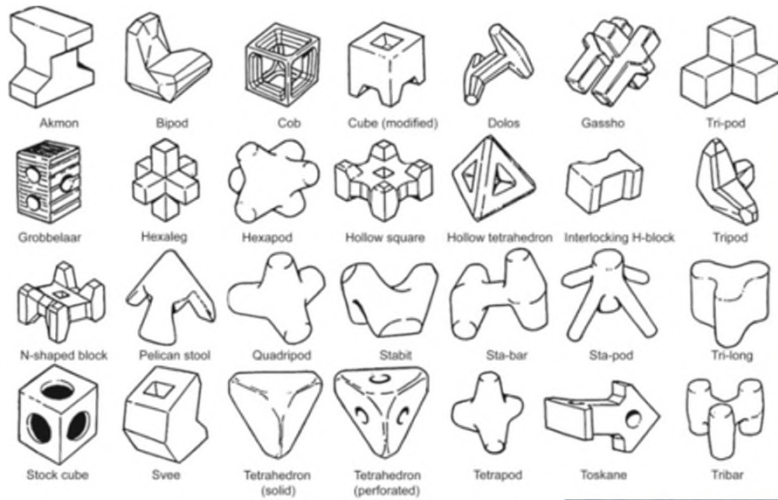 Akmon Bipod Cob Cube (modified) Dolos Gassho Tri-pod
Grobbelaar Hexaleg Hexapod Hollow square Hollow tetrahedron Interlocking H-block Tripod
N-shaped block Pelican stool Quadripod Stabit Sta-bar Sta-pod Tri-long
Stock cube Svee Tetrahedron Tetrahedron Tetrapod Toskane Tribar
(solid) (perforated)